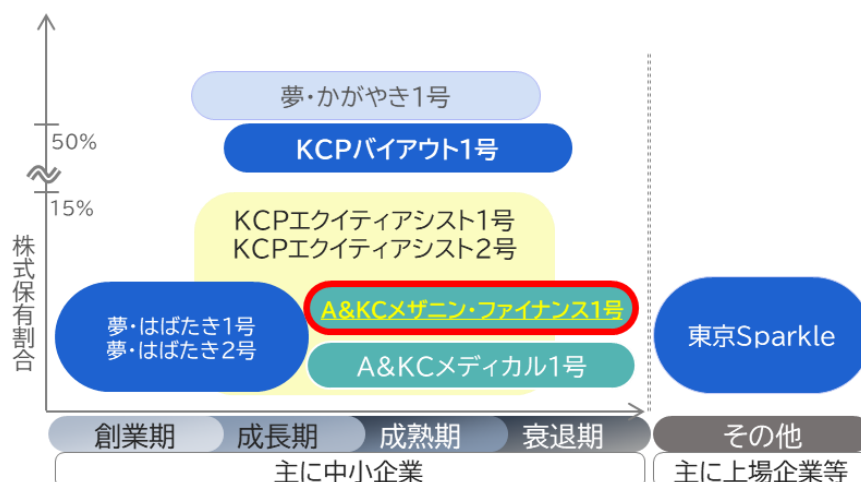 夢・かがやき1号
50%
KCPバイアウト1号
15%
KCPエクイティアシスト1号
KCPエクイティアシスト2号
株式保有割合
A&KCメザニン・ファイナンス1号
夢・はばたき1号
夢・はばたき2号
東京Sparkle
A&KCメディカル1号
創業期
成長期
成熟期
衰退期
その他
主に中小企業
主に上場企業等